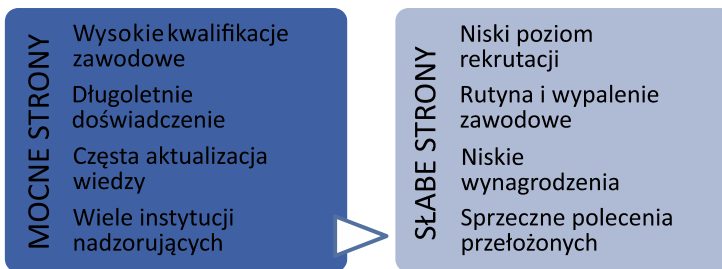 MOCNE STRONY
Wysokie kwalifikacje
zawodowe
Długoletnie
doświadczenie
Częsta aktualizacja
wiedzy
Wiele instytucji
nadzorujących
SŁABE STRONY
Niski poziom
rekrutacji
Rutyna i wypalenie
zawodowe
Niskie
wynagrodzenia
Sprzeczne polecenia
przełożonych